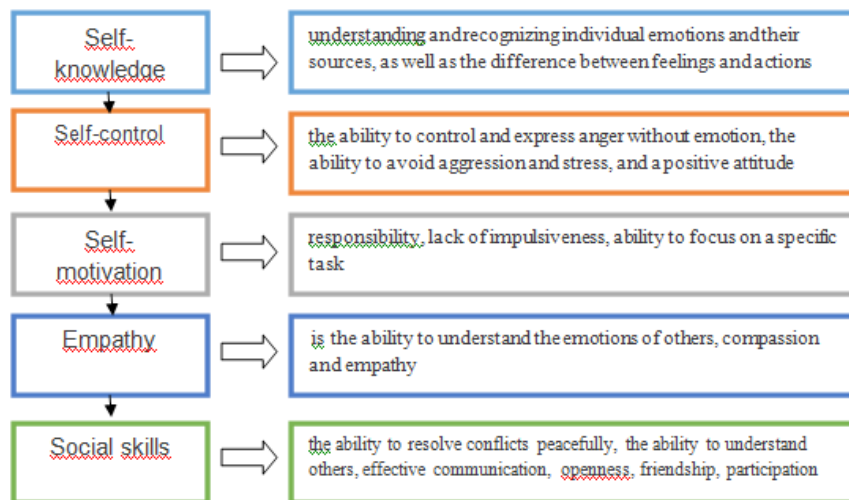 Self-
knowledge
understanding and recognizing individual emotions and their
sources, as well as the difference between feelings and actions
Self-control
the ability to control and express anger without emotion, the
ability to avoid aggression and stress, and a positive attitude
Self-
motivation
responsibility, lack of impulsiveness, ability to focus on a specific
task
Empathy
is the ability to understand the emotions of others, compassion
and empathy
Social skills
the ability to resolve conflicts peacefully, the ability to understand
others, effective communication, openness, friendship, participation